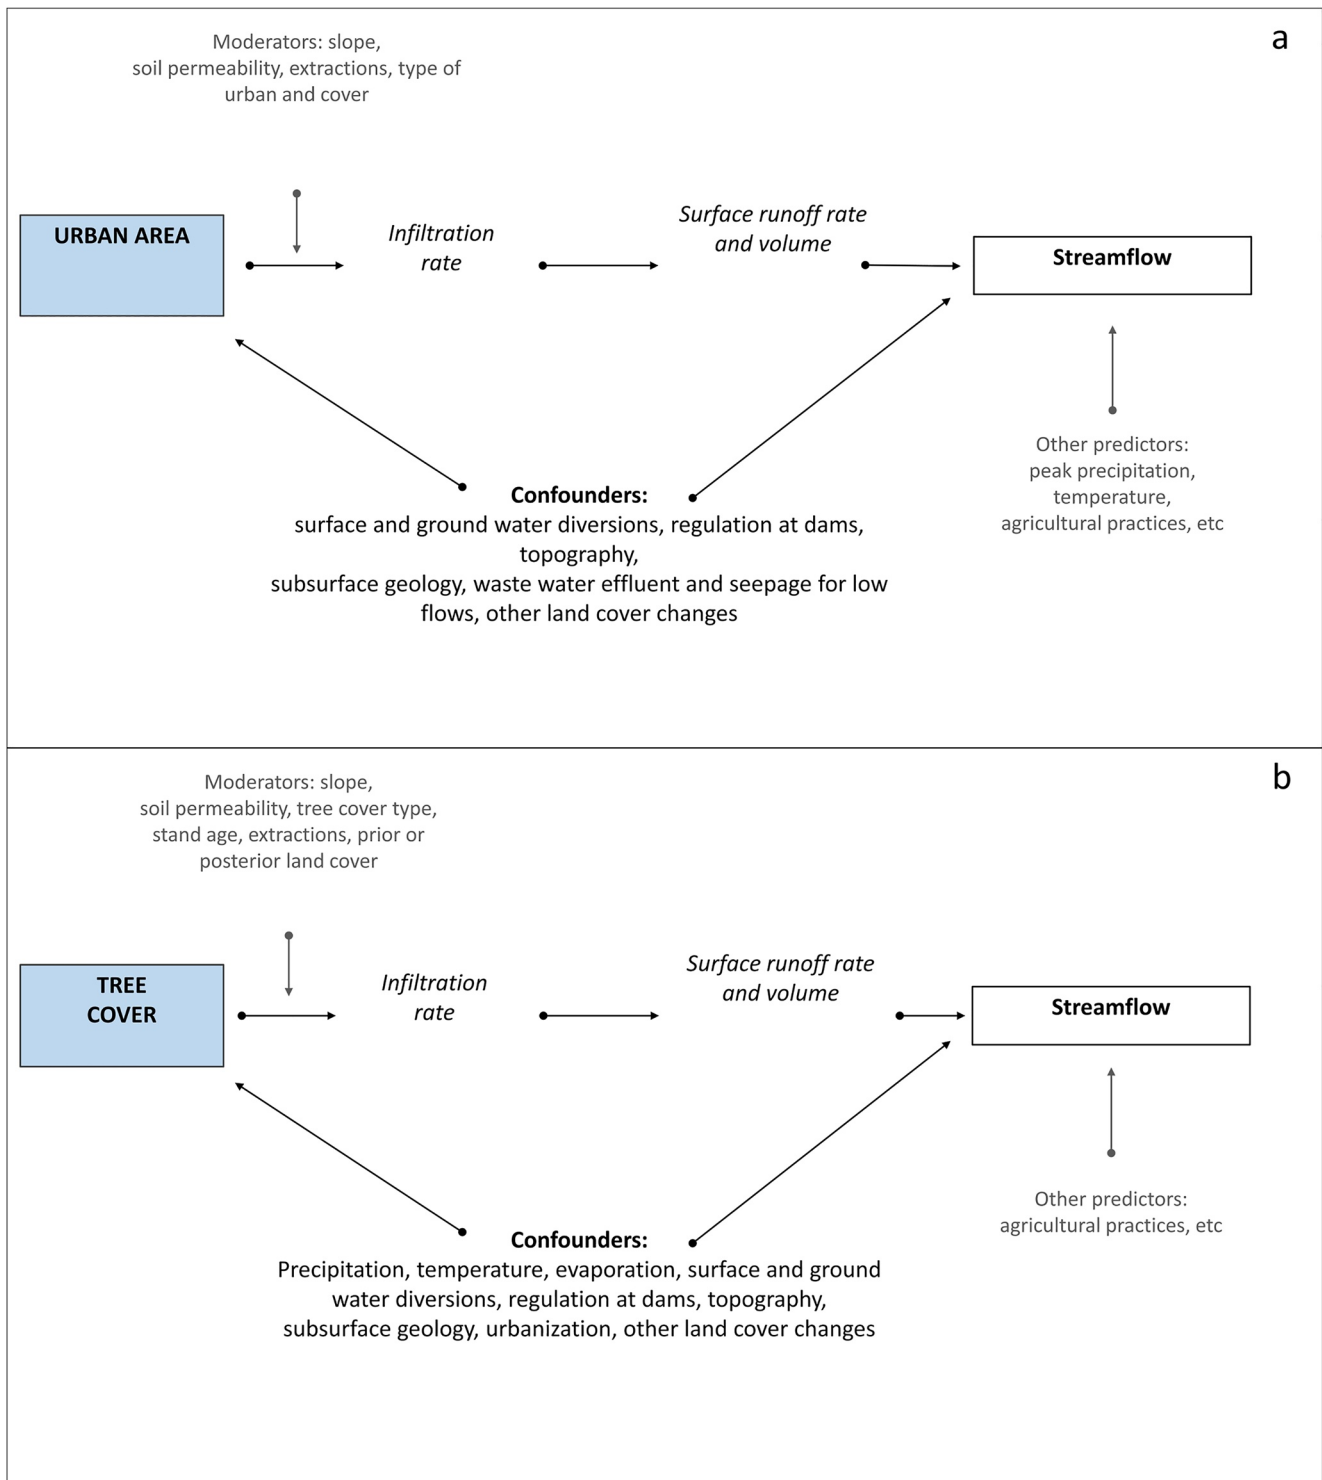 a
Moderators: slope,
soil permeability, extractions, type of
urban and cover
URBAN AREA
Infiltration
rate
Surface runoff rate
and volume
Streamflow
Other predictors:
peak precipitation,
temperature,
agricultural practices, etc
Confounders:
surface and ground water diversions, regulation at dams,
topography,
subsurface geology, waste water effluent and seepage for low
flows, other land cover changes
b
Moderators: slope,
soil permeability, tree cover type,
stand age, extractions, prior or
posterior land cover
TREE
COVER
Infiltration
rate
Surface runoff rate
and volume
Streamflow
Other predictors:
agricultural practices, etc
Confounders:
Precipitation, temperature, evaporation, surface and ground
water diversions, regulation at dams, topography,
subsurface geology, urbanization, other land cover changes